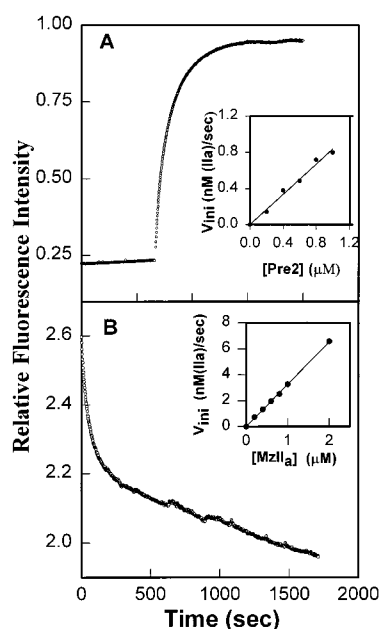 1.00
A
0.75
0.50
0.25
Relative Fluorescence Intensity
1.2
0.8
0.4
0.0
Vini (nM (IIa)/sec)
0.0 0.4 0.8 1.2
[Pre2] (μM)
2.6
B
2.4
2.2
2.0
8
6
4
2
0
Vini (nM(IIa)/sec)
0 1 2
[MzIIa] (μM)
0 500 1000 1500 2000
Time (sec)